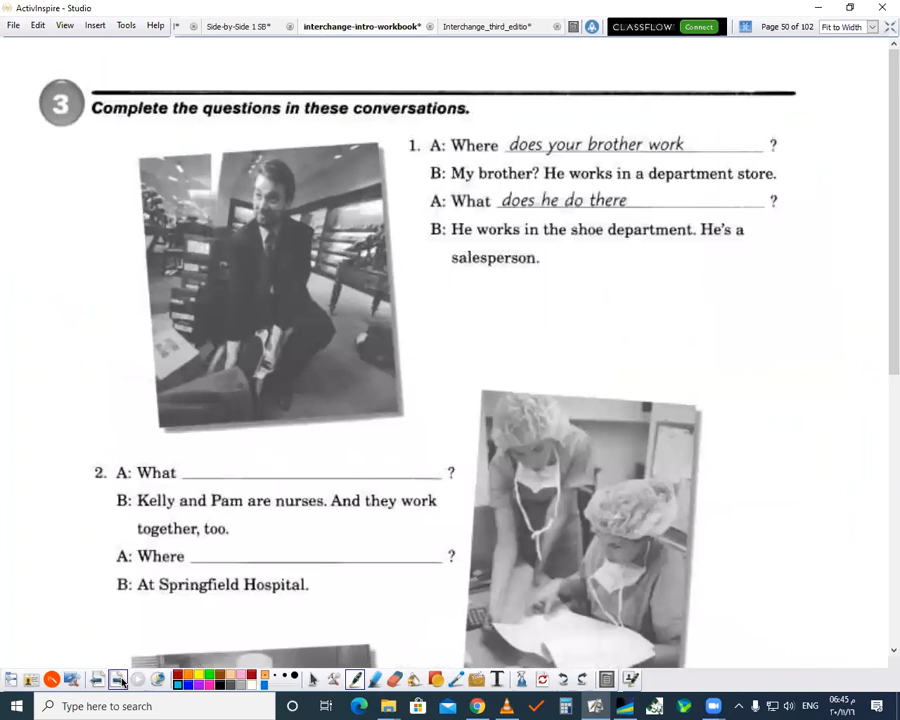 ActivInspire - Studio
File Edit View Insert Tools Help
Side-by-Side 1 SB*
interchange-intro-workbook*
Interchange_third_editio*
CLASSFLOW
Connect
Page 50 of 102
Fit to Width
3
Complete the questions in these conversations.
1. A: Where does your brother work ?
B: My brother? He works in a department store.
A: What does he do there ?
B: He works in the shoe department. He's a
salesperson.
2. A: What ?
B: Kelly and Pam are nurses. And they work
together, too.
A: Where ?
B: At Springfield Hospital.
T
Type here to search
ENG
06:45 م